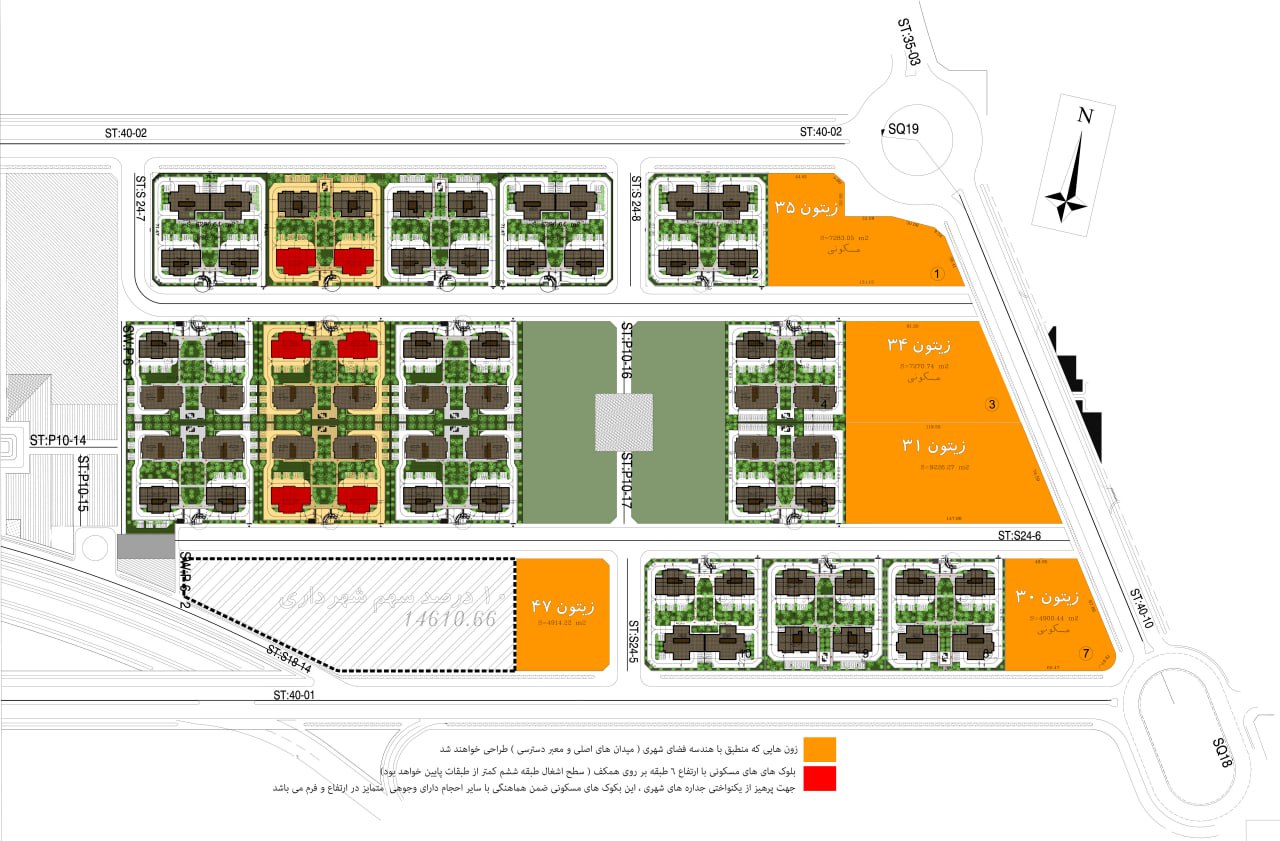 ST:35-03
N
ST:40-02
ST:40-02
SQ19
ST:S 24-7
ST:S 24-8
زیتون ۳۵
S=7283.05 m2
مسکونی
1
2
SW:P-6
ST:P10-16
زیتون ۳۴
S=7270.74 m2
مسکونی
3
4
ST:P10-14
ST:P10-15
زیتون ۳۱
S=9226.27 m2
ST:P10-17
6
ST:S24-6
SW:P-6-2
۱۰ درصد سهم شهرداری
14610.66
زیتون ۴۷
S=4914.22 m2
زیتون ۳۰
S=4900.44 m2
مسکونی
7
8
9
10
ST:S24-5
ST:40-10
ST:S18-14
ST:40-01
SQ18
زون هایی که منطبق با هندسه فضای شهری ( میدان های اصلی و معبر دسترسی ) طراحی خواهند شد
بلوک های های مسکونی با ارتفاع ٦ طبقه بر روی همکف ( سطح اشغال طبقه ششم کمتر از طبقات پایین خواهد بود)
جهت پرهیز از یکنواختی جداره های شهری ، این بکوک های مسکونی ضمن هماهنگی با سایر احجام دارای وجوهی متمایز در ارتفاع و فرم می باشد